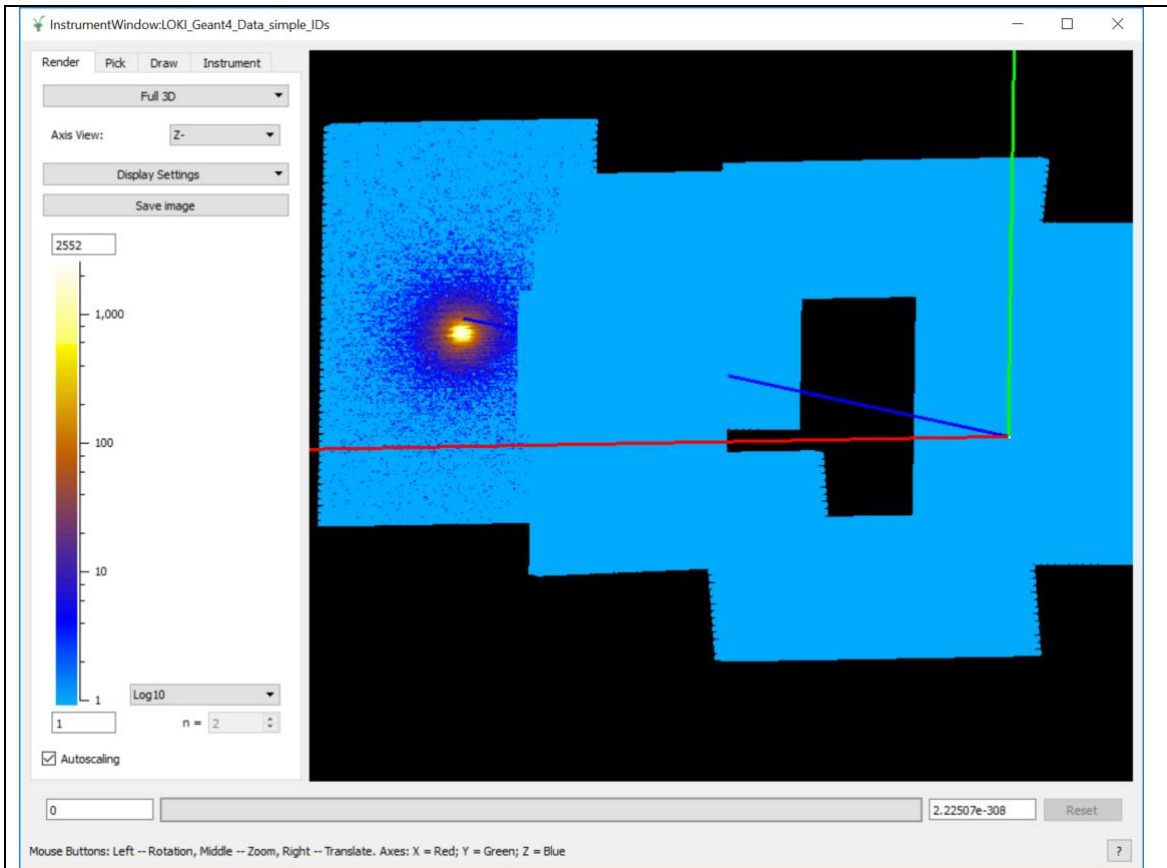 InstrumentWindow:LOKI_Geant4_Data_simple_IDs
Render Pick Draw Instrument
Full 3D
Axis View: Z-
Display Settings
Save image
2552
1,000
100
10
1
Log10
1 n = 2
Autoscaling
0 2.22507e-308 Reset
Mouse Buttons: Left -- Rotation, Middle -- Zoom, Right -- Translate. Axes: X = Red; Y = Green; Z = Blue ?